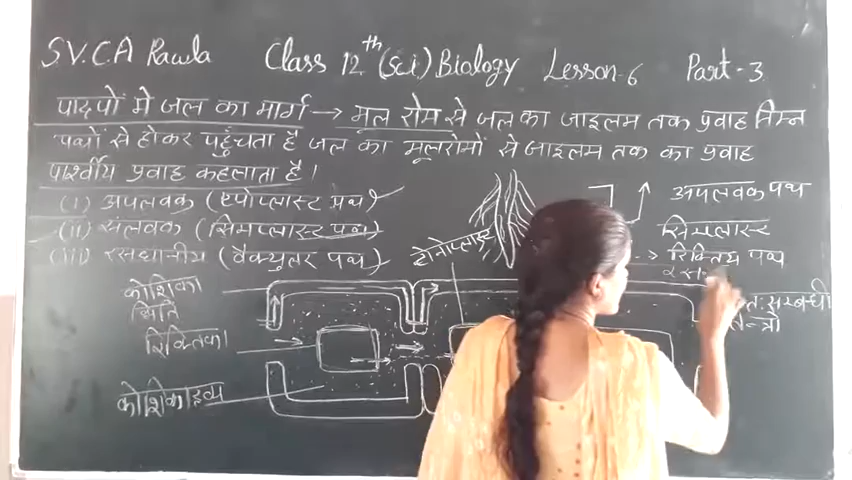 S.V.C.A Rawla Class 12th (sci) Biology Lesson-6 Part-3
पादपों में जल का मार्ग → मूल रोम से जल का जाइलम तक प्रवाह निम्न
पथों से होकर पहुंचता है जल का मूलरोमों से जाइलम तक का प्रवाह
पार्श्वीय प्रवाह कहलाता है।
(i) अपलवक (एपोप्लास्ट पथ)
(ii) संलवक (सिमप्लास्ट पथ)
(iii) रसधानीय (वैक्युलर पथ)
टोनोप्लास्ट
अपलवक पथ
सिमप्लास्ट
→ रिक्तिय पथ
कोशिका
भिति
रिक्तिका
कोशिकाद्रव्य